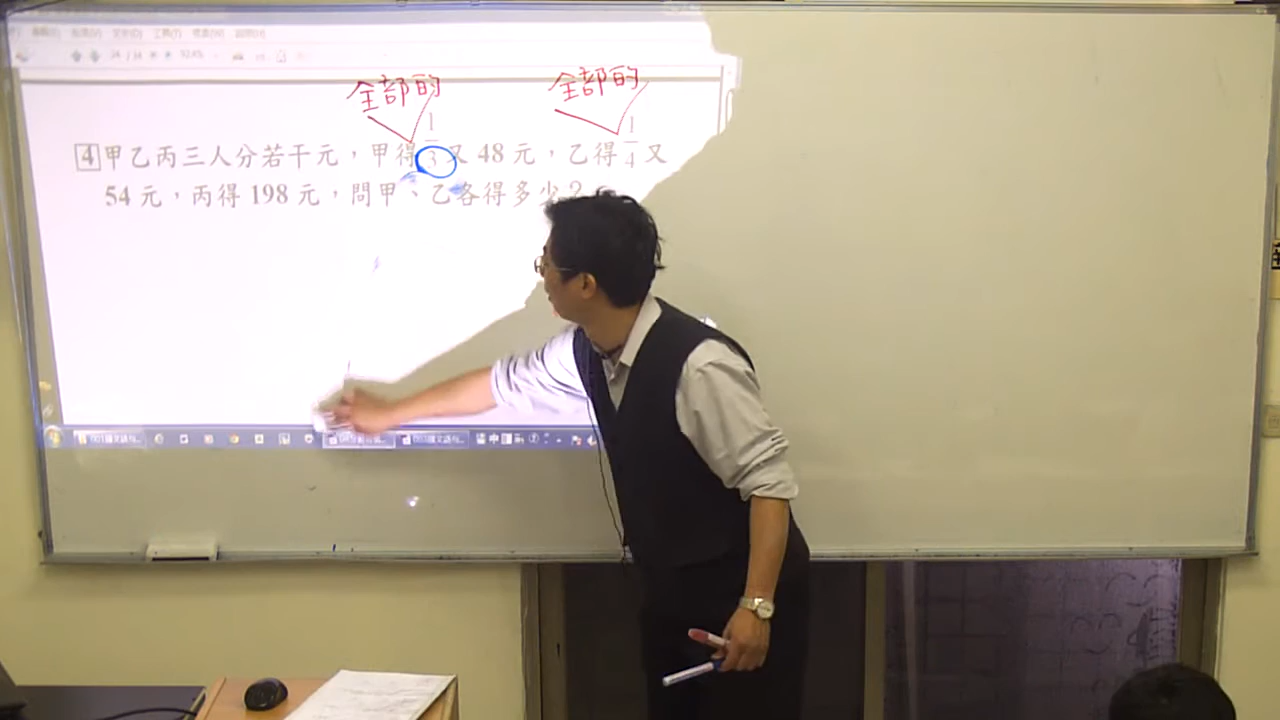 全部的 全部的
4 甲乙丙三人分若干元，甲得1/3又 48 元，乙得1/4又
54 元，丙得 198 元，問甲、乙各得多少？